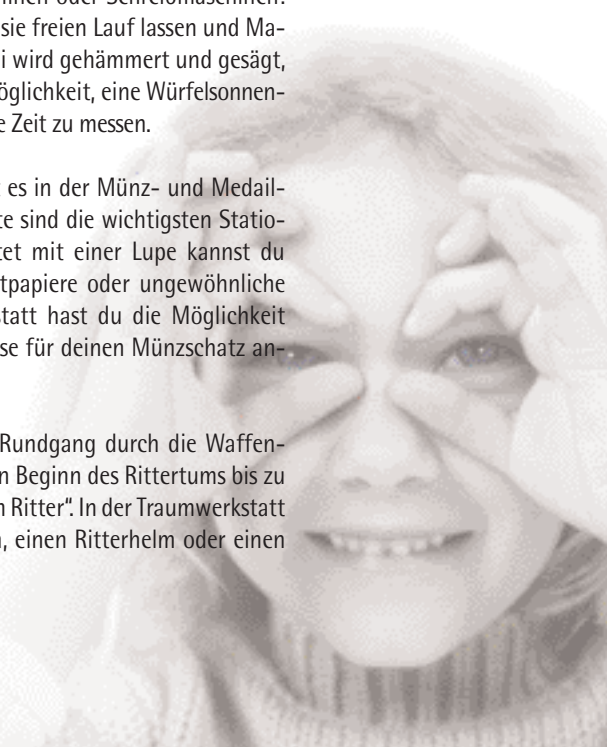 sie freien Lauf lassen und Ma-
i wird gehämmert und gesägt,
öglichkeit, eine Würfelsonnen-
e Zeit zu messen.
es in der Münz- und Medail-
te sind die wichtigsten Statio-
tet mit einer Lupe kannst du
tpapiere oder ungewöhnliche
statt hast du die Möglichkeit
se für deinen Münzschatz an-
Rundgang durch die Waffen-
n Beginn des Rittertums bis zu
n Ritter“. In der Traumwerkstatt
, einen Ritterhelm oder einen